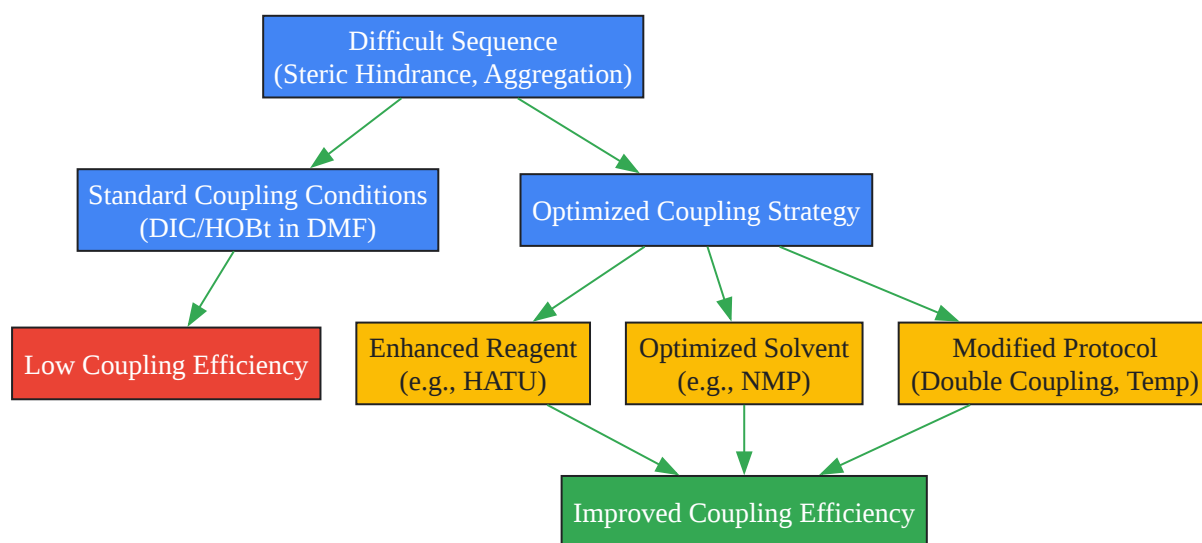 Difficult Sequence
(Steric Hindrance, Aggregation)
Standard Coupling Conditions
(DIC/HOBt in DMF)
Optimized Coupling Strategy
Low Coupling Efficiency
Enhanced Reagent
(e.g., HATU)
Optimized Solvent
(e.g., NMP)
Modified Protocol
(Double Coupling, Temp)
Improved Coupling Efficiency